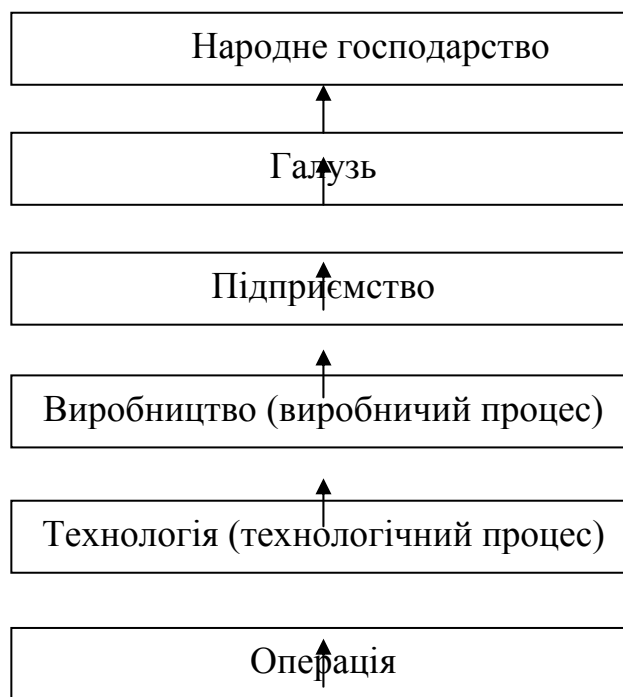 Народне господарство
Галузь
Підприємство
Виробництво (виробничий процес)
Технологія (технологічний процес)
Операція